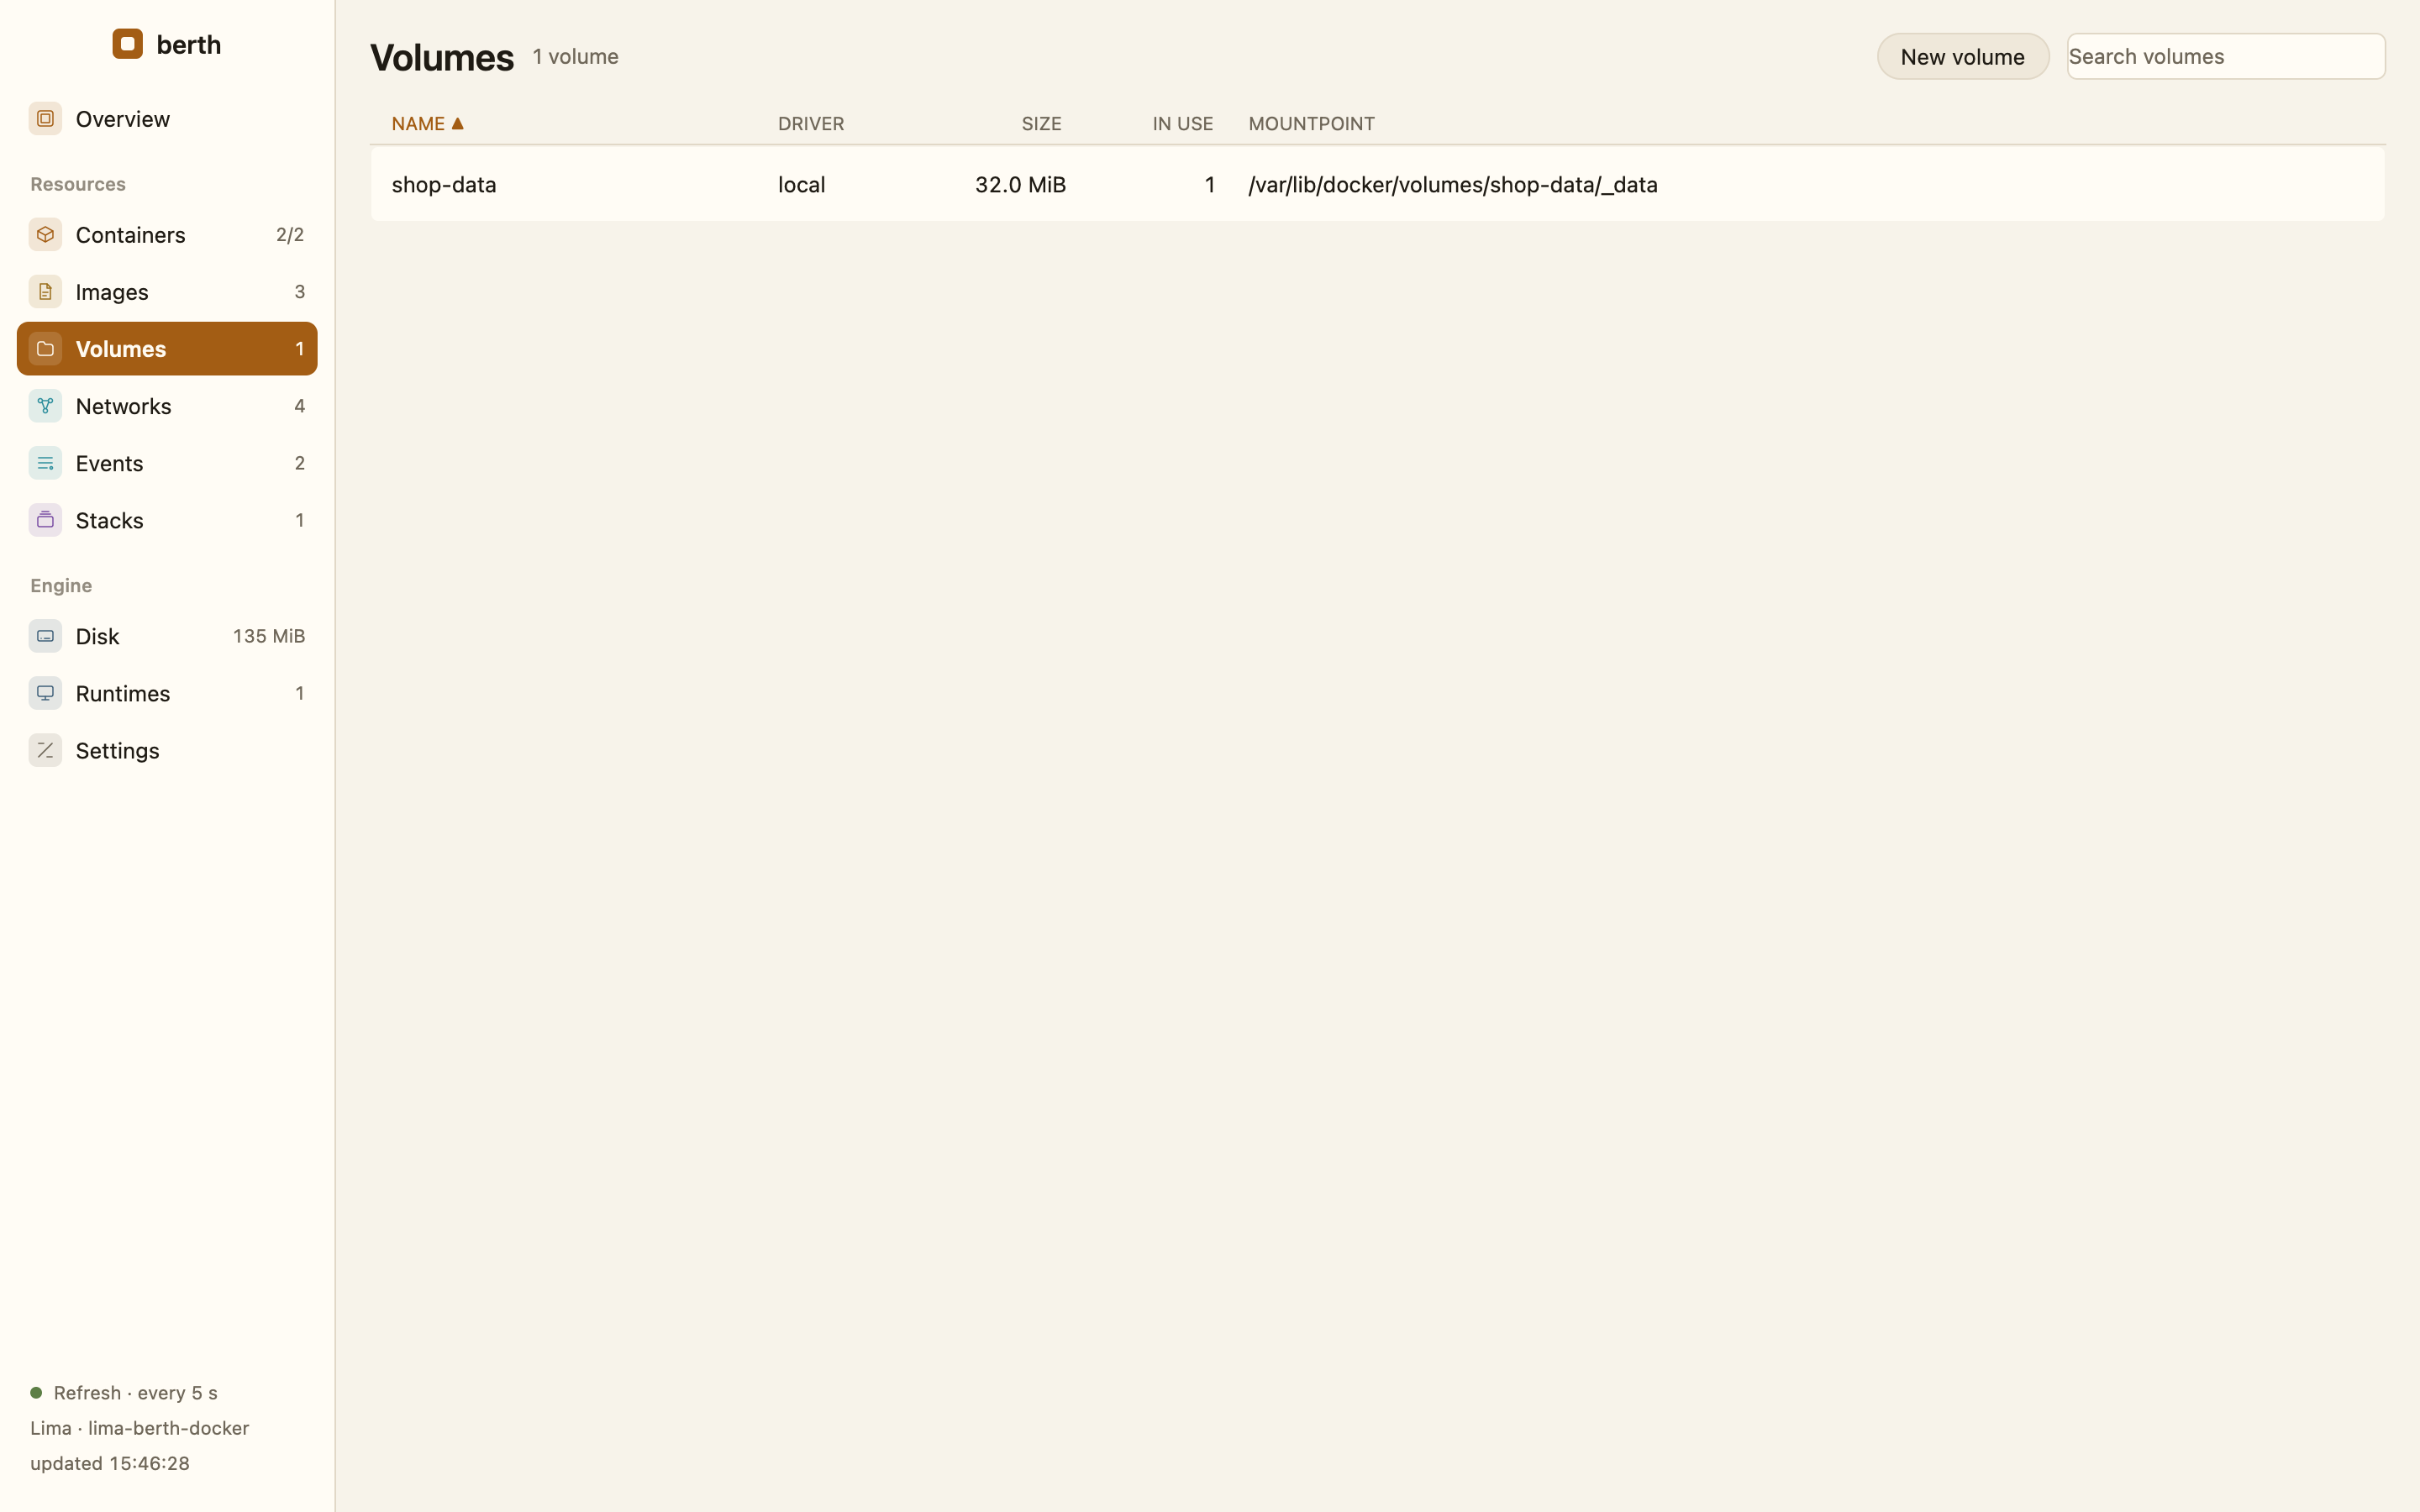 berth
Overview
Resources
Containers 2/2
Images 3
Volumes 1
Networks 4
Events 2
Stacks 1
Engine
Disk 135 MiB
Runtimes 1
Settings
Refresh · every 5 s
Lima · lima-berth-docker
updated 15:46:28
Volumes 1 volume New volume Search volumes
NAME ▲ DRIVER SIZE IN USE MOUNTPOINT
shop-data local 32.0 MiB 1 /var/lib/docker/volumes/shop-data/_data